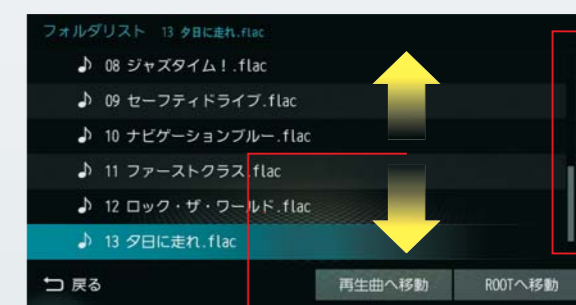 フォルダリスト 13 夕日に走れ.flac
08 ジャズタイム！.flac
09 セーフティドライブ.flac
10 ナビゲーションブルー.flac
11 ファーストクラス.flac
12 ロック・ザ・ワールド.flac
13 夕日に走れ.flac
戻る 再生曲へ移動 ROOTへ移動